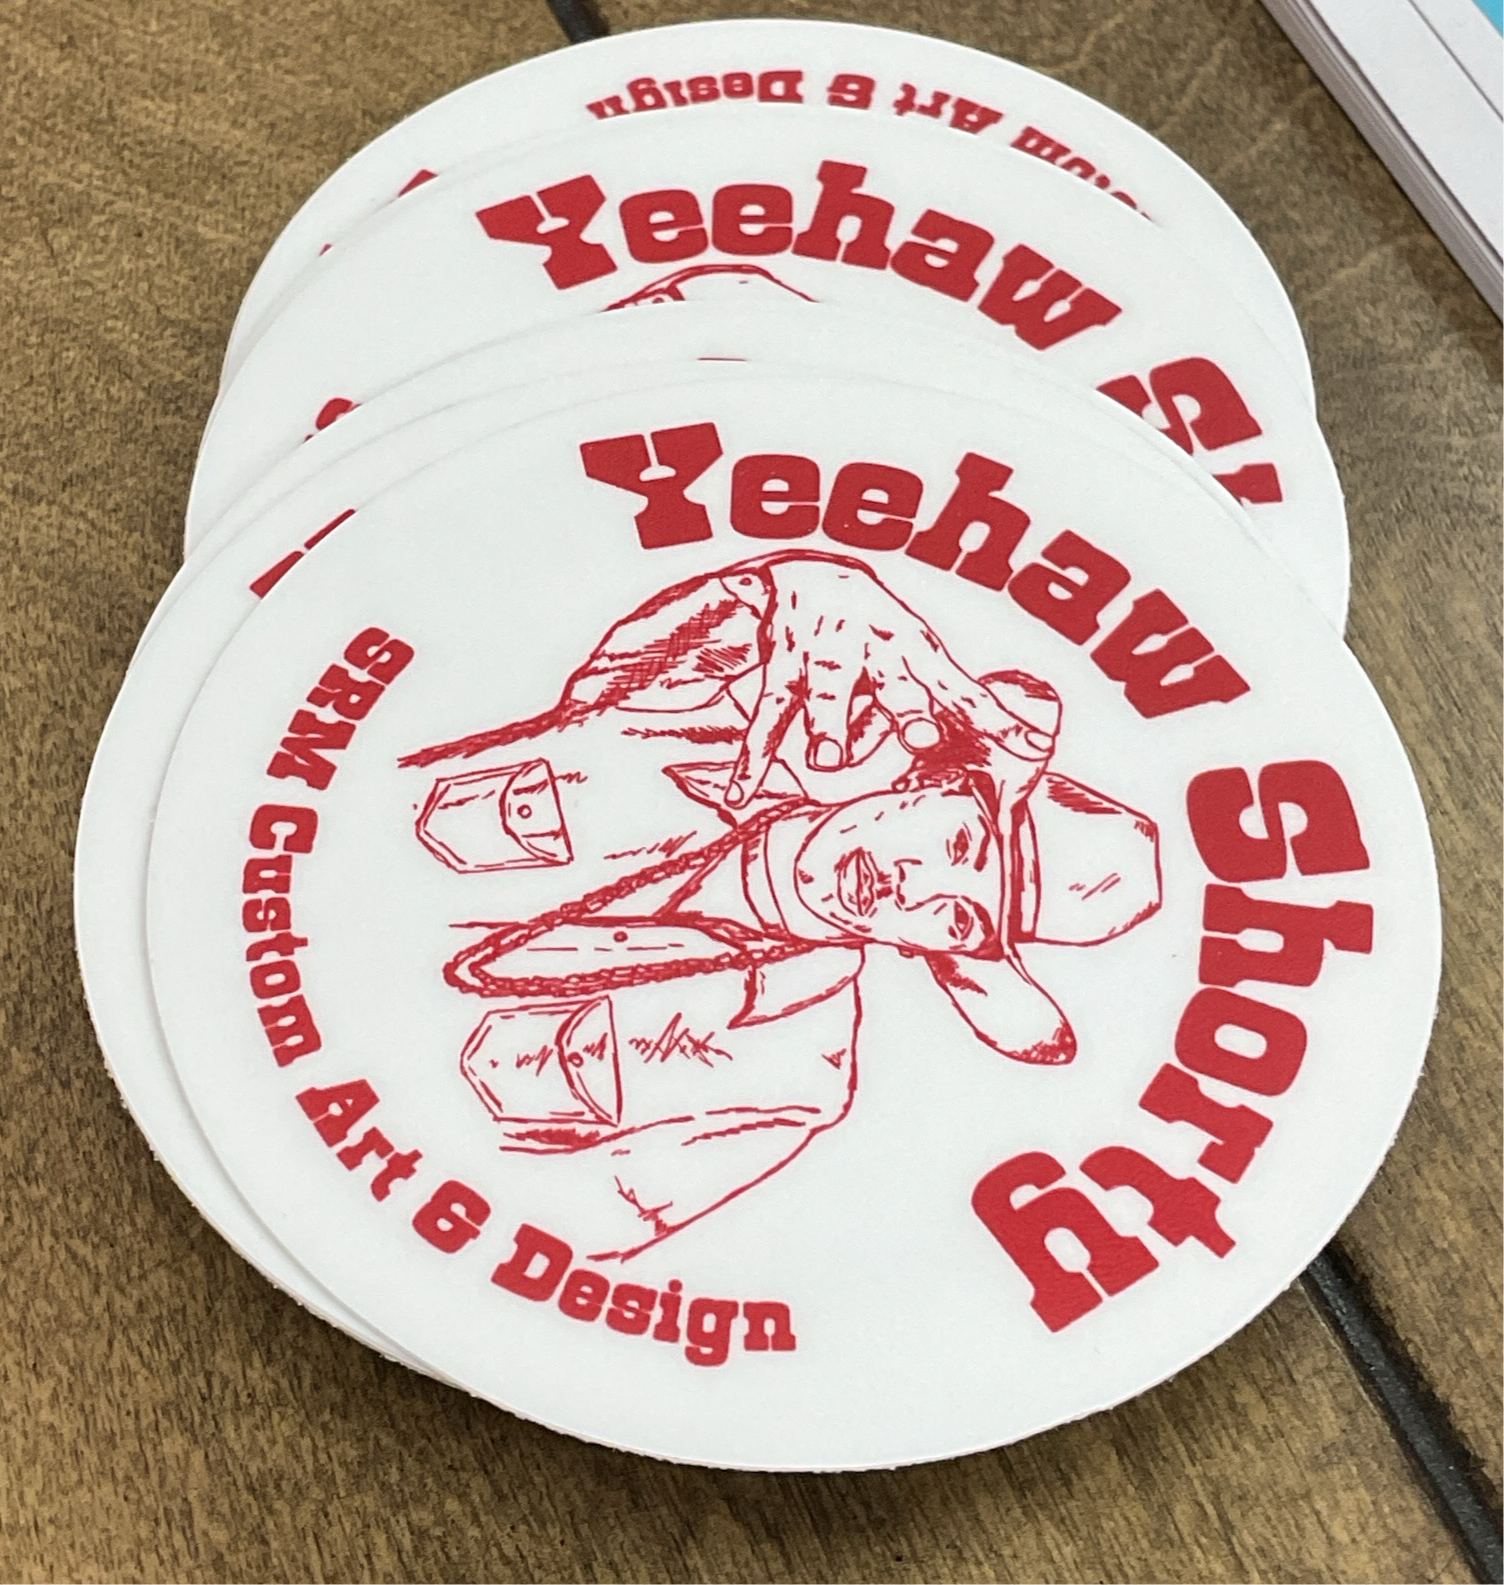 Design & Art
Yeehaw
Yeehaw Shorty
SRM Custom Art & Design